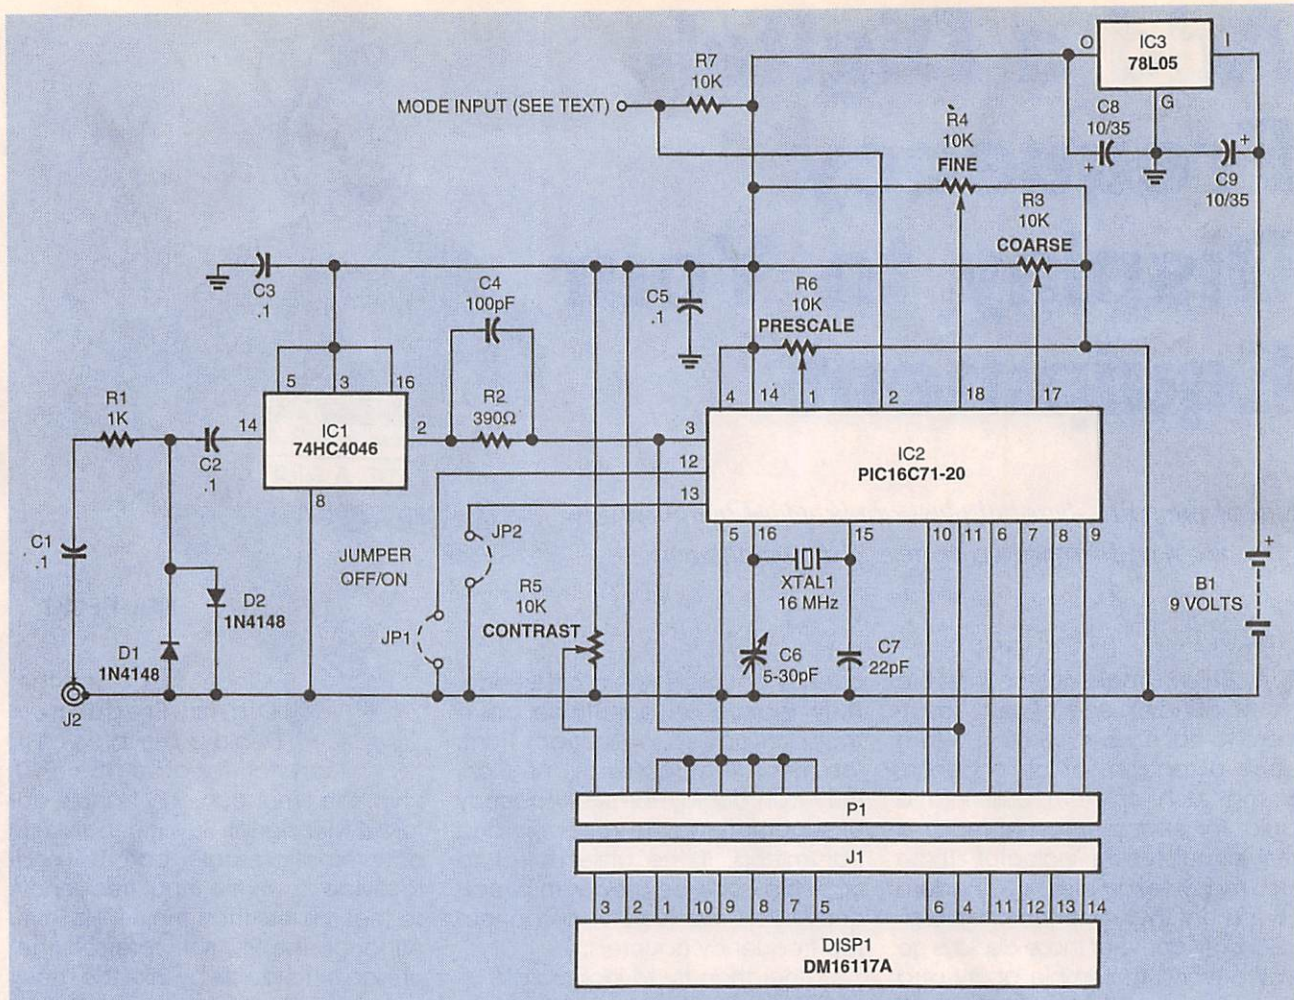 IC3
78L05
O
I
G
R7
10K
MODE INPUT (SEE TEXT)
C8
10/35
+
+
C9
10/35
R4
10K
FINE
R3
10K
COARSE
C3
.1
C4
100pF
C5
.1
R6
10K
PRESCALE
5
3
16
4
14
1
2
18
17
R1
1K
14
C2
.1
IC1
74HC4046
2
R2
390Ω
3
12
13
IC2
PIC16C71-20
8
5
16
15
10
11
6
7
8
9
C1
.1
JUMPER
OFF/ON
JP2
JP1
R5
10K
CONTRAST
XTAL1
16 MHz
+
B1
9 VOLTS
D2
1N4148
D1
1N4148
C6
5-30pF
C7
22pF
J2
P1
J1
3
2
1
10
9
8
7
5
6
4
11
12
13
14
DISP1
DM16117A